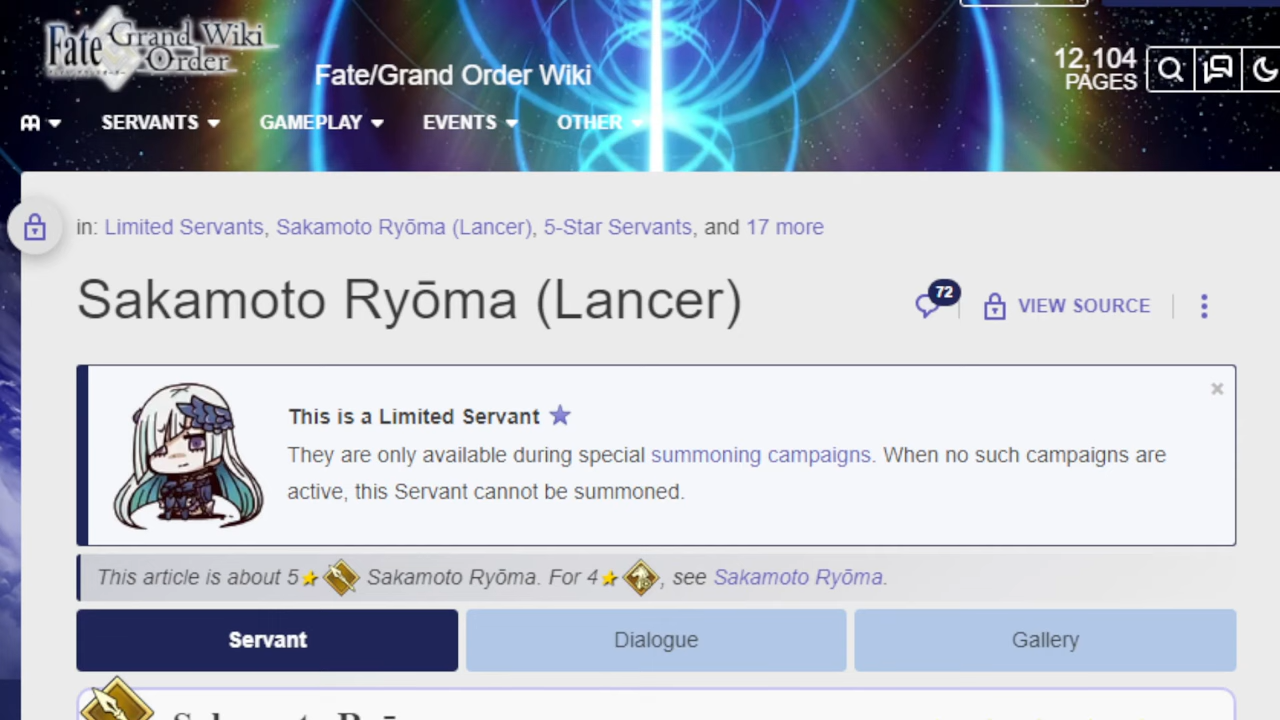 Fate Grand Order Wiki
Fate/Grand Order Wiki
12,104
PAGES
SERVANTS GAMEPLAY EVENTS OTHER
in: Limited Servants, Sakamoto Ryōma (Lancer), 5-Star Servants, and 17 more
Sakamoto Ryōma (Lancer)
72
VIEW SOURCE
This is a Limited Servant
They are only available during special summoning campaigns. When no such campaigns are
active, this Servant cannot be summoned.
This article is about 5 Sakamoto Ryōma. For 4 , see Sakamoto Ryōma.
Servant Dialogue Gallery